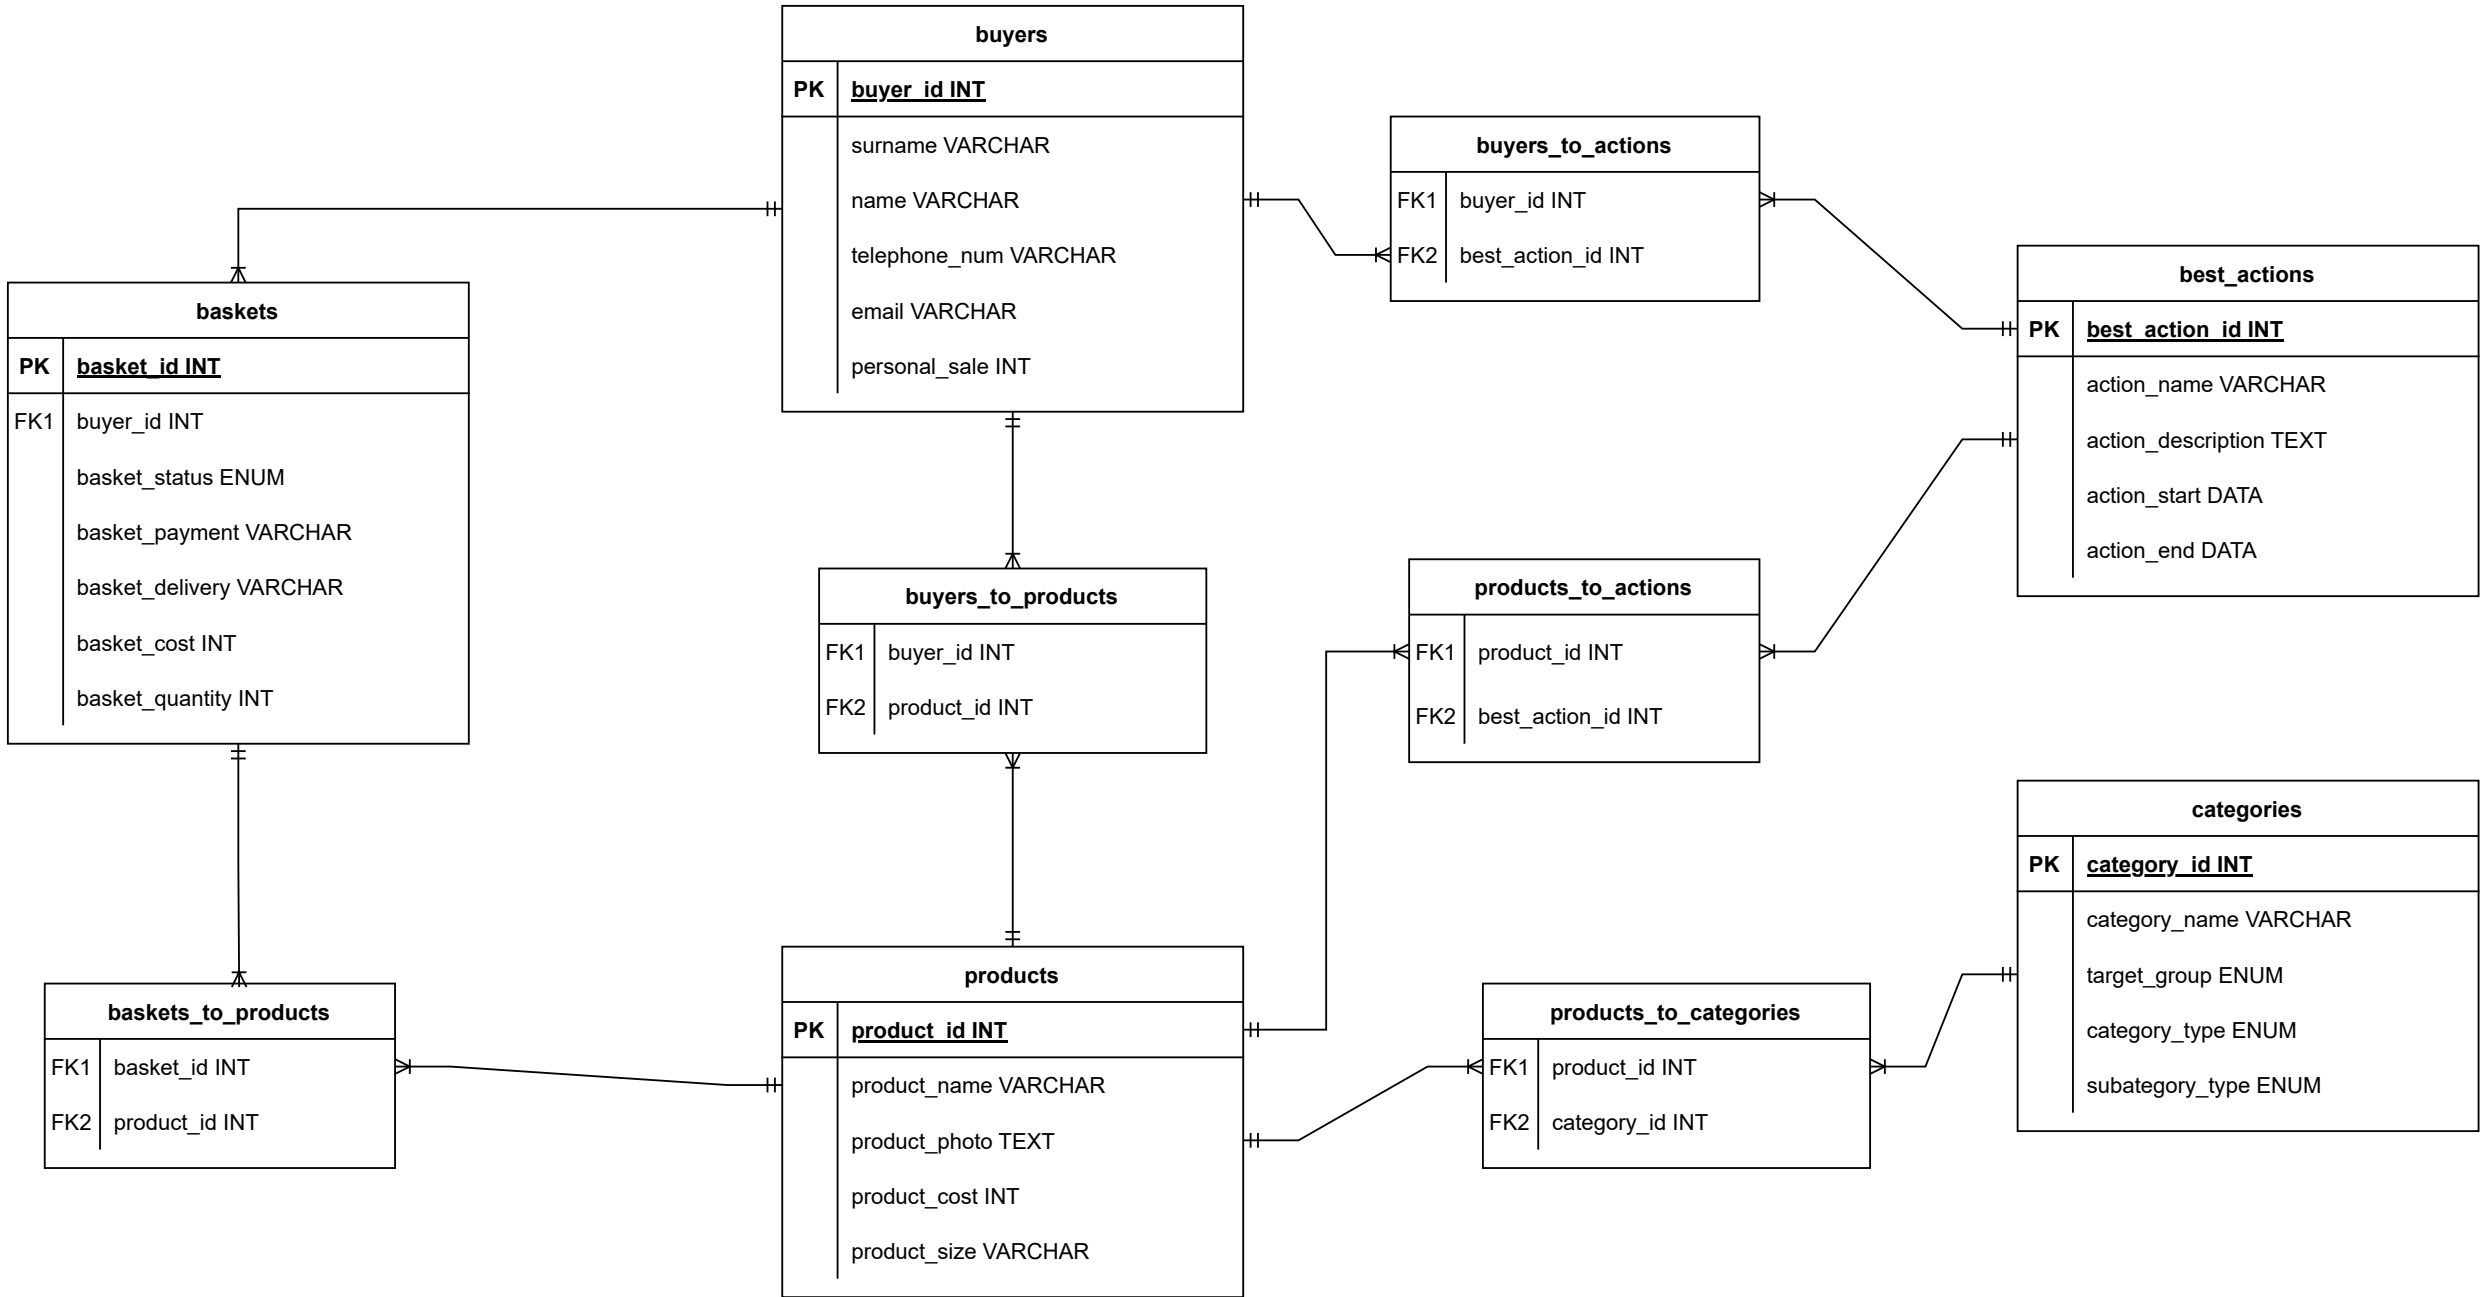 buyers
PK buyer_id INT
surname VARCHAR
name VARCHAR
telephone_num VARCHAR
email VARCHAR
personal_sale INT
buyers_to_actions
FK1 buyer_id INT
FK2 best_action_id INT
best_actions
PK best_action_id INT
action_name VARCHAR
action_description TEXT
action_start DATA
action_end DATA
baskets
PK basket_id INT
FK1 buyer_id INT
basket_status ENUM
basket_payment VARCHAR
basket_delivery VARCHAR
basket_cost INT
basket_quantity INT
buyers_to_products
FK1 buyer_id INT
FK2 product_id INT
products_to_actions
FK1 product_id INT
FK2 best_action_id INT
categories
PK category_id INT
category_name VARCHAR
target_group ENUM
category_type ENUM
subategory_type ENUM
baskets_to_products
FK1 basket_id INT
FK2 product_id INT
products
PK product_id INT
product_name VARCHAR
product_photo TEXT
product_cost INT
product_size VARCHAR
products_to_categories
FK1 product_id INT
FK2 category_id INT